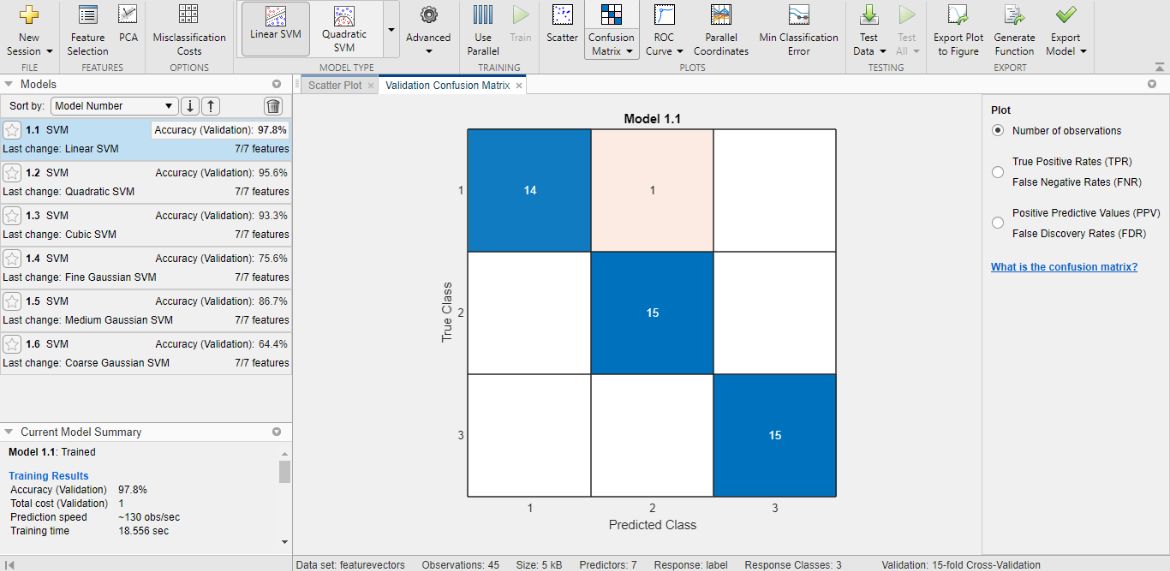 New Session
Feature Selection
PCA
Misclassification Costs
Linear SVM
Quadratic SVM
Advanced
Use Parallel
Train
Scatter
Confusion Matrix
ROC Curve
Parallel Coordinates
Min Classification Error
Test Data
Test All
Export Plot to Figure
Generate Function
Export Model
FILE
FEATURES
OPTIONS
MODEL TYPE
TRAINING
PLOTS
TESTING
EXPORT
Models
Sort by: Model Number
1.1 SVM Accuracy (Validation): 97.8%
Last change: Linear SVM 7/7 features
1.2 SVM Accuracy (Validation): 95.6%
Last change: Quadratic SVM 7/7 features
1.3 SVM Accuracy (Validation): 93.3%
Last change: Cubic SVM 7/7 features
1.4 SVM Accuracy (Validation): 75.6%
Last change: Fine Gaussian SVM 7/7 features
1.5 SVM Accuracy (Validation): 86.7%
Last change: Medium Gaussian SVM 7/7 features
1.6 SVM Accuracy (Validation): 64.4%
Last change: Coarse Gaussian SVM 7/7 features
Current Model Summary
Model 1.1: Trained
Training Results
Accuracy (Validation) 97.8%
Total cost (Validation) 1
Prediction speed ~130 obs/sec
Training time 18.556 sec
Scatter Plot
Validation Confusion Matrix
Model 1.1
True Class
1 14 1
2 15
3 15
1 2 3
Predicted Class
Plot
Number of observations
True Positive Rates (TPR)
False Negative Rates (FNR)
Positive Predictive Values (PPV)
False Discovery Rates (FDR)
What is the confusion matrix?
Data set: featurevectors Observations: 45 Size: 5 kB Predictors: 7 Response: label Response Classes: 3 Validation: 15-fold Cross-Validation